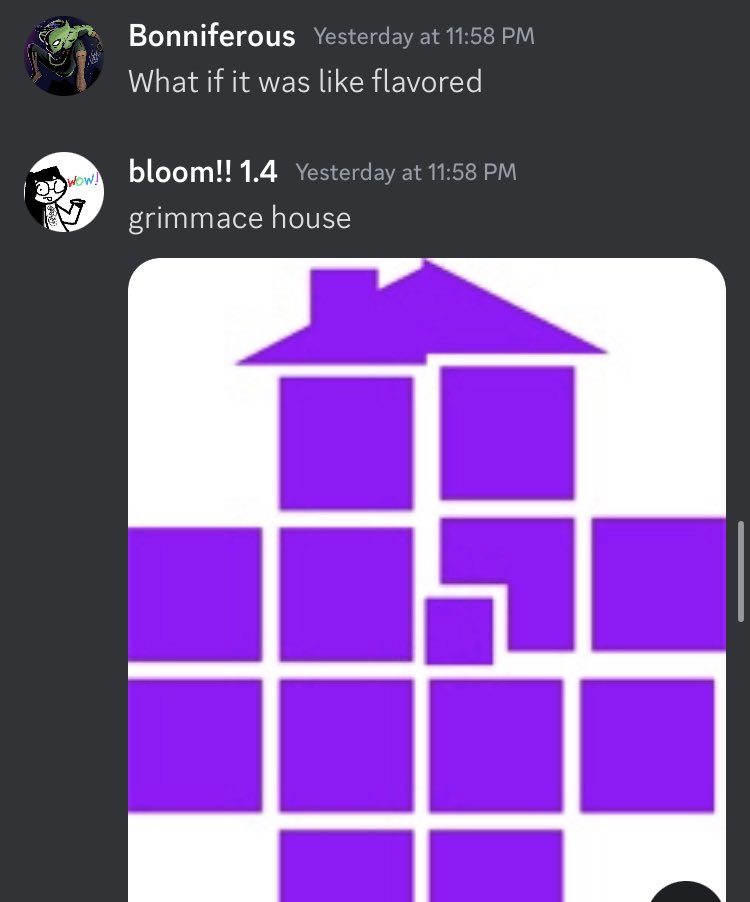 Bonniferous Yesterday at 11:58 PM
What if it was like flavored
WOW!
bloom!! 1.4 Yesterday at 11:58 PM
grimmace house